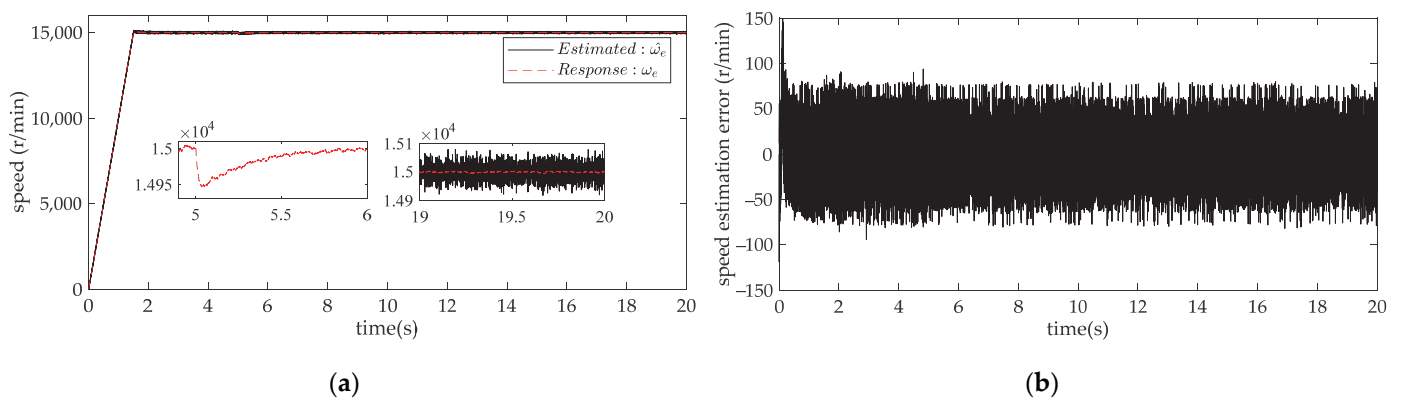 15,000
10,000
5,000
0
speed (r/min)
0 2 4 6 8 10 12 14 16 18 20
time(s)
Estimated : ω̂ₑ
Response : ωₑ
×10⁴
1.5
1.495
5 5.5 6
×10⁴
1.51
1.5
1.49
19 19.5 20
(a)
150
100
50
0
−50
−100
−150
speed estimation error (r/min)
0 2 4 6 8 10 12 14 16 18 20
time(s)
(b)